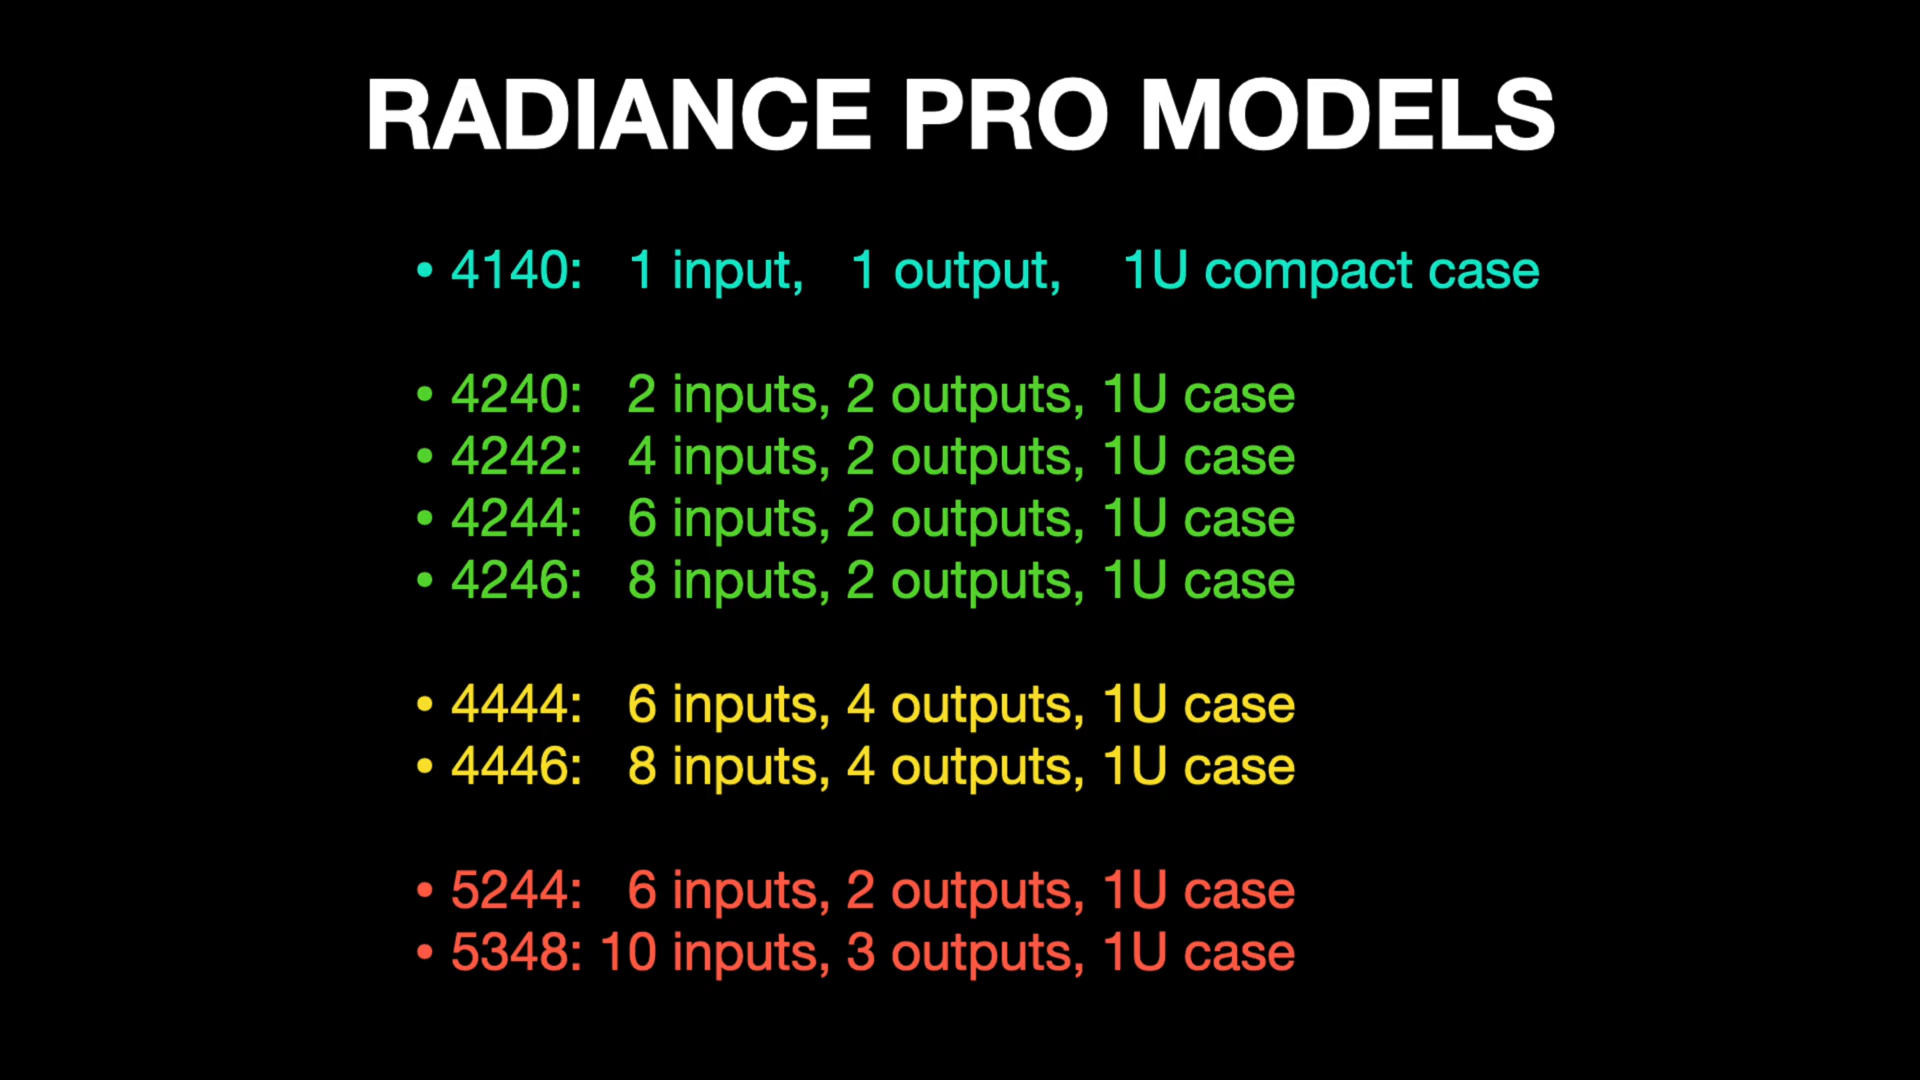 RADIANCE PRO MODELS
• 4140: 1 input, 1 output, 1U compact case
• 4240: 2 inputs, 2 outputs, 1U case
• 4242: 4 inputs, 2 outputs, 1U case
• 4244: 6 inputs, 2 outputs, 1U case
• 4246: 8 inputs, 2 outputs, 1U case
• 4444: 6 inputs, 4 outputs, 1U case
• 4446: 8 inputs, 4 outputs, 1U case
• 5244: 6 inputs, 2 outputs, 1U case
• 5348: 10 inputs, 3 outputs, 1U case